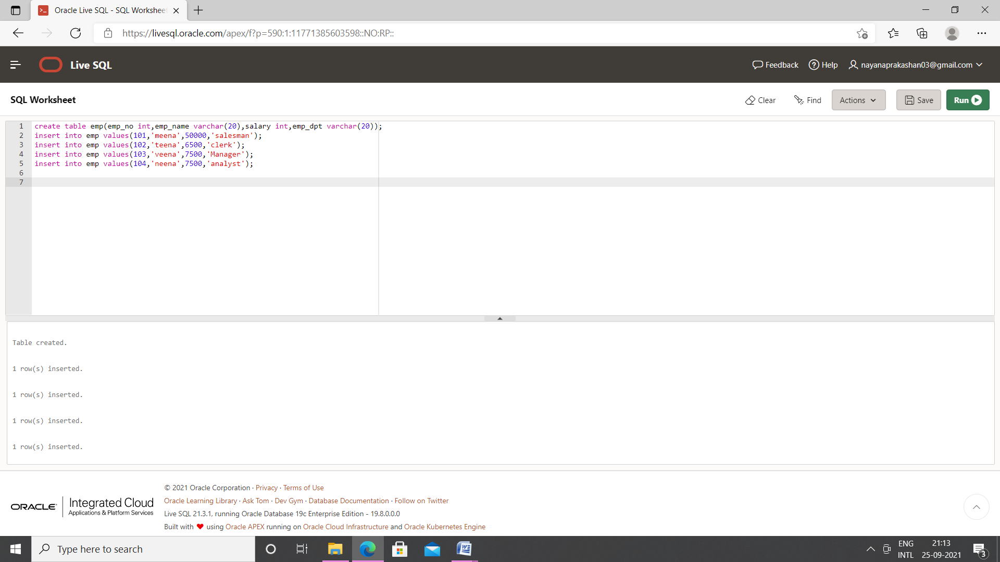 Oracle Live SQL - SQL Workshee
https://livesql.oracle.com/apex/f?p=590:1:11771385603598::NO:RP::
Live SQL
Feedback
Help
nayanaprakashan03@gmail.com
SQL Worksheet
Clear
Find
Actions
Save
Run
1 create table emp(emp_no int,emp_name varchar(20),salary int,emp_dpt varchar(20));
2 insert into emp values(101,'meena',50000,'salesman');
3 insert into emp values(102,'teena',6500,'clerk');
4 insert into emp values(103,'veena',7500,'Manager');
5 insert into emp values(104,'neena',7500,'analyst');
6
7
Table created.
1 row(s) inserted.
1 row(s) inserted.
1 row(s) inserted.
1 row(s) inserted.
ORACLE
Integrated Cloud
Applications & Platform Services
© 2021 Oracle Corporation · Privacy · Terms of Use
Oracle Learning Library · Ask Tom · Dev Gym · Database Documentation · Follow on Twitter
Live SQL 21.3.1, running Oracle Database 19c Enterprise Edition - 19.8.0.0.0
Built with ❤ using Oracle APEX running on Oracle Cloud Infrastructure and Oracle Kubernetes Engine
Type here to search
ENG
INTL
21:13
25-09-2021
3